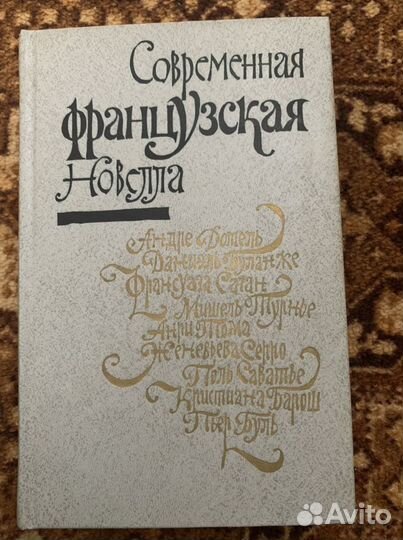 Современная
французская
новелла
Андре Дотель
Даниэль Буланже
Франсуаза Саган
Мишель Турнье
Анри Тома
Женевьева Серро
Поль Саватье
Кристиана Барош
Пьер Буль
Avito